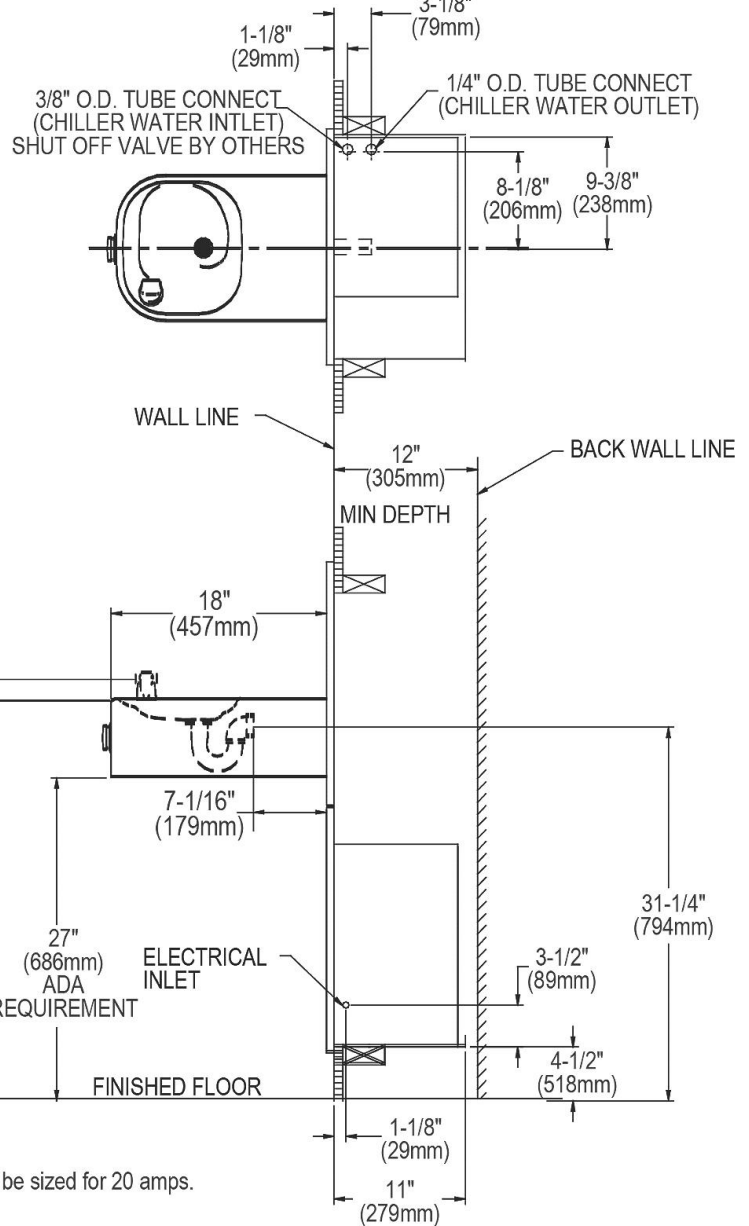 3-1/8"
(79mm)
1-1/8"
(29mm)
3/8" O.D. TUBE CONNECT
(CHILLER WATER INTLET)
SHUT OFF VALVE BY OTHERS
1/4" O.D. TUBE CONNECT
(CHILLER WATER OUTLET)
8-1/8"
(206mm)
9-3/8"
(238mm)
WALL LINE
12"
(305mm)
MIN DEPTH
BACK WALL LINE
18"
(457mm)
7-1/16"
(179mm)
31-1/4"
(794mm)
27"
(686mm)
ADA
REQUIREMENT
ELECTRICAL
INLET
3-1/2"
(89mm)
4-1/2"
(518mm)
FINISHED FLOOR
1-1/8"
(29mm)
be sized for 20 amps.
11"
(279mm)